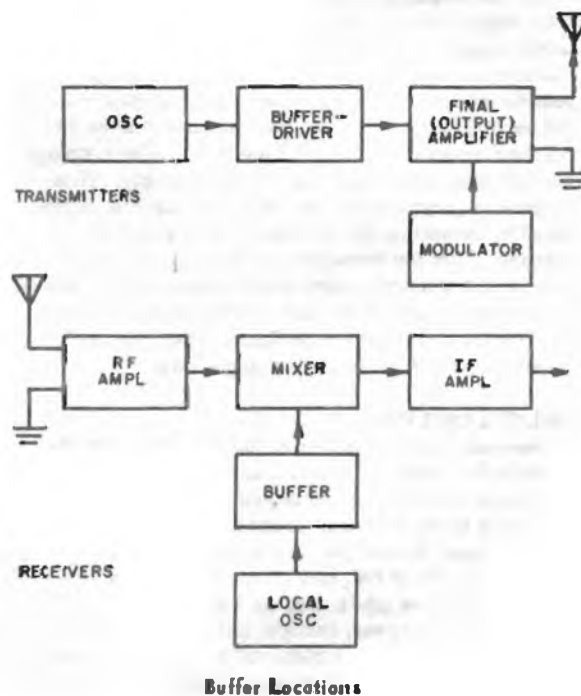 OSC
BUFFER-
DRIVER
FINAL
(OUTPUT)
AMPLIFIER
TRANSMITTERS
MODULATOR
RF
AMPL
MIXER
IF
AMPL
BUFFER
RECEIVERS
LOCAL
OSC
Buffer Locations